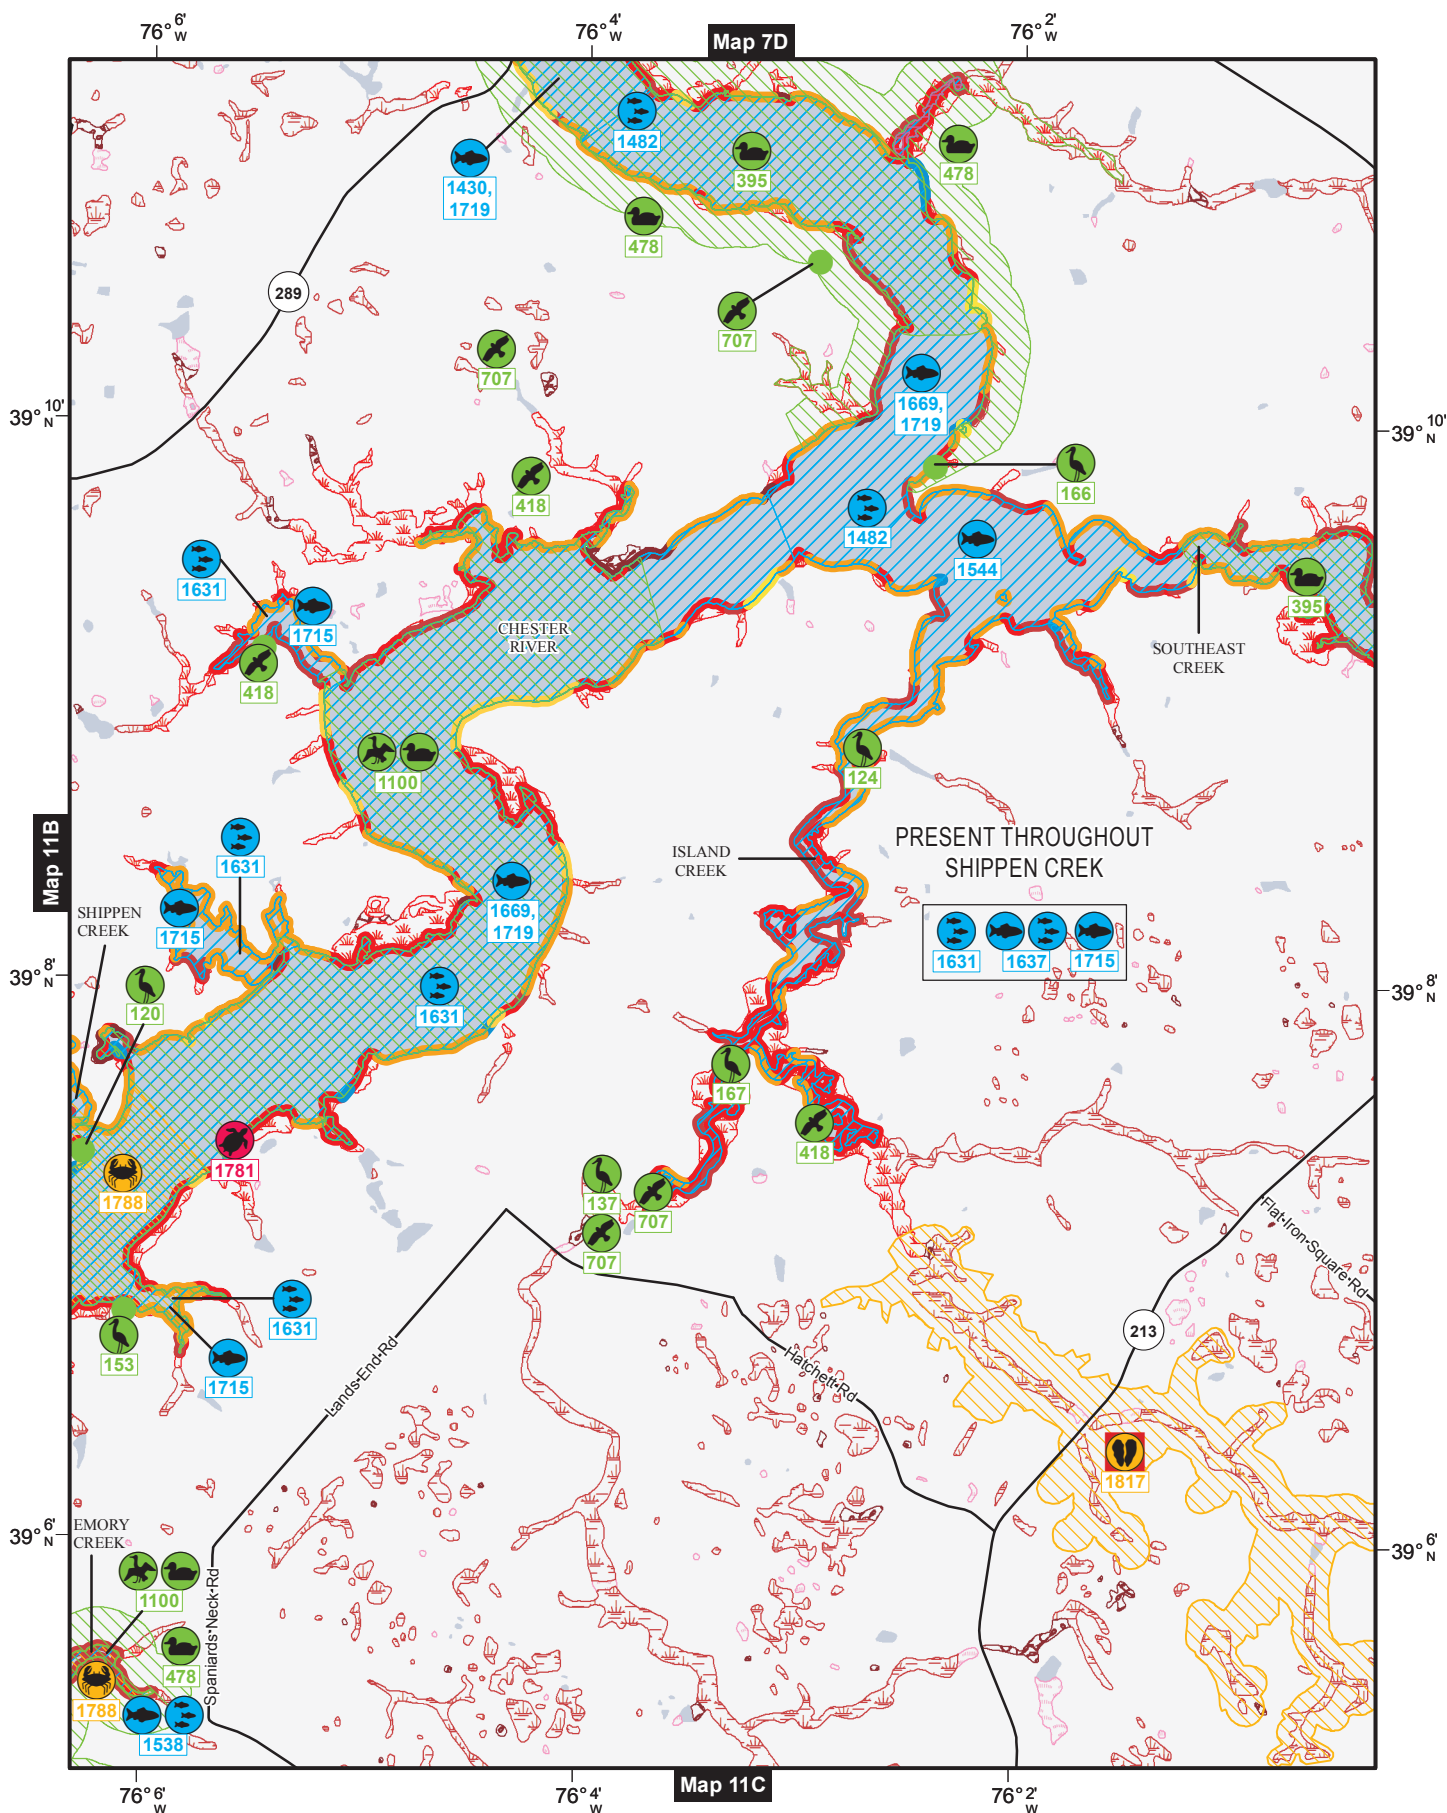 76° 6' W
76° 4' W
76° 2' W
Map 7D
1482
395
478
1430,
1719
478
289
707
707
1669,
1719
39° 10' N
39° 10' N
418
166
1482
1544
1631
1715
395
CHESTER
RIVER
SOUTHEAST
CREEK
418
1100
124
Map 11B
PRESENT THROUGHOUT
SHIPPEN CREK
ISLAND
CREEK
1631
1669,
1719
SHIPPEN
CREEK
1715
1631
1637
1715
39° 8' N
39° 8' N
120
1631
167
1781
418
1788
137
707
707
Flat-Iron-Square-Rd
1631
213
153
1715
Lands-End-Rd
Hatchett-Rd
1817
39° 6' N
39° 6' N
EMORY
CREEK
1100
Spaniards-Neck-Rd
478
1788
1538
Map 11C
76° 6' W
76° 4' W
76° 2' W